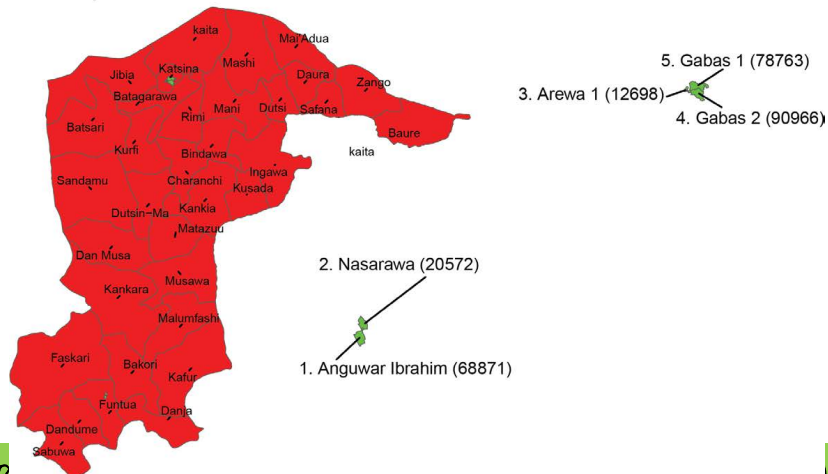 kaita
Mai'Adua
Mashi
Katsina
Jibia
Daura
Zango
Batagarawa
Mani
Dutsi
Safana
Rimi
Batsari
Baure
Kurfi
Bindawa
kaita
Ingawa
Charanchi
Sandamu
Kusada
Kankia
Dutsin-Ma
Matazuu
Dan Musa
Musawa
Kankara
Malumfashi
Faskari
Bakori
Kafur
Funtua
Danja
Dandume
Sabuwa
5. Gabas 1 (78763)
3. Arewa 1 (12698)
4. Gabas 2 (90966)
2. Nasarawa (20572)
1. Anguwar Ibrahim (68871)